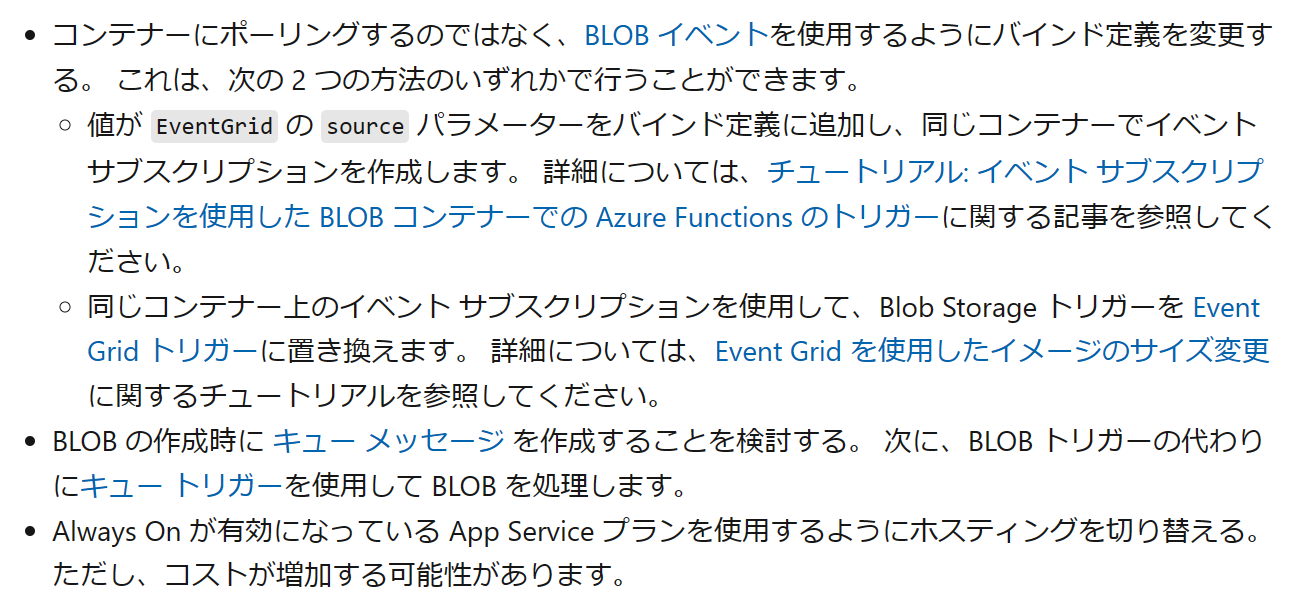 コンテナーにポーリングするのではなく、BLOB イベントを使用するようにバインド定義を変更す
る。 これは、次の 2 つの方法のいずれかで行うことができます。
値が EventGrid の source パラメーターをバインド定義に追加し、同じコンテナーでイベント
サブスクリプションを作成します。 詳細については、チュートリアル: イベント サブスクリプ
ションを使用した BLOB コンテナーでの Azure Functions のトリガーに関する記事を参照してく
ださい。
同じコンテナー上のイベント サブスクリプションを使用して、Blob Storage トリガーを Event
Grid トリガーに置き換えます。 詳細については、Event Grid を使用したイメージのサイズ変更
に関するチュートリアルを参照してください。
BLOB の作成時に キュー メッセージ を作成することを検討する。 次に、BLOB トリガーの代わり
にキュー トリガーを使用して BLOB を処理します。
Always On が有効になっている App Service プランを使用するようにホスティングを切り替える。
ただし、コストが増加する可能性があります。